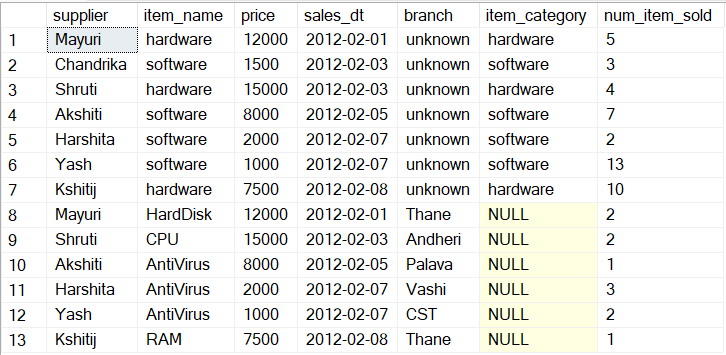 supplier item_name price sales_dt branch item_category num_item_sold
1 Mayuri hardware 12000 2012-02-01 unknown hardware 5
2 Chandrika software 1500 2012-02-03 unknown software 3
3 Shruti hardware 15000 2012-02-03 unknown hardware 4
4 Akshiti software 8000 2012-02-05 unknown software 7
5 Harshita software 2000 2012-02-07 unknown software 2
6 Yash software 1000 2012-02-07 unknown software 13
7 Kshitij hardware 7500 2012-02-08 unknown hardware 10
8 Mayuri HardDisk 12000 2012-02-01 Thane NULL 2
9 Shruti CPU 15000 2012-02-03 Andheri NULL 2
10 Akshiti AntiVirus 8000 2012-02-05 Palava NULL 1
11 Harshita AntiVirus 2000 2012-02-07 Vashi NULL 3
12 Yash AntiVirus 1000 2012-02-07 CST NULL 2
13 Kshitij RAM 7500 2012-02-08 Thane NULL 1